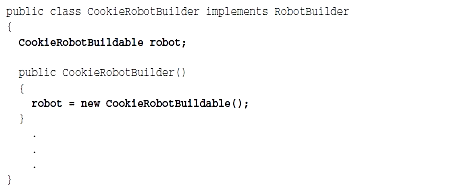 public class CookieRobotBuilder implements RobotBuilder
{
CookieRobotBuildable robot;
public CookieRobotBuilder()
{
robot = new CookieRobotBuildable();
}
.
.
.
}